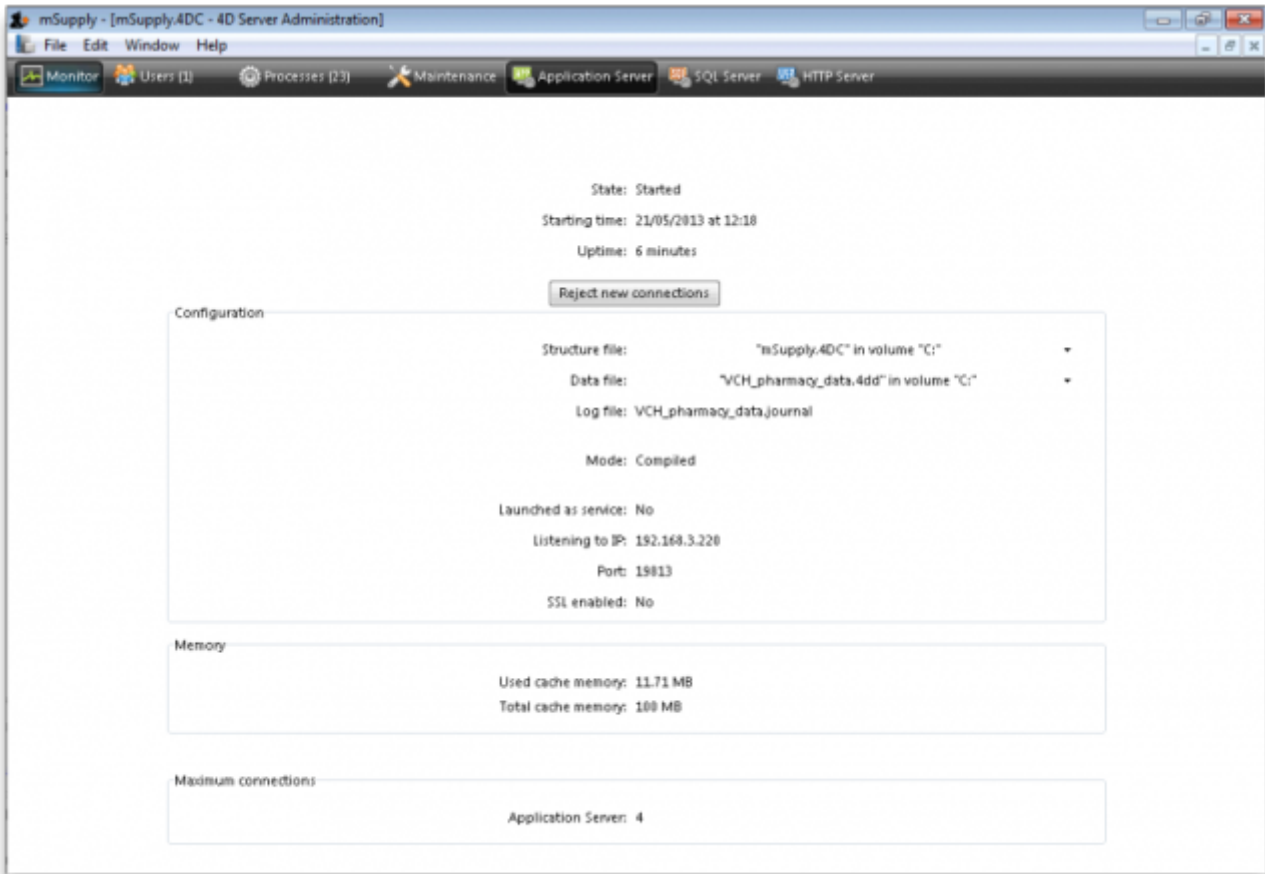 mSupply - [mSupply.4DC - 4D Server Administration]
File Edit Window Help
Monitor Users (1) Processes (23) Maintenance Application Server SQL Server HTTP Server
State: Started
Starting time: 21/05/2013 at 12:18
Uptime: 6 minutes
Reject new connections
Configuration
Structure file: "mSupply.4DC" in volume "C:"
Data file: "VCH_pharmacy_data.4dd" in volume "C:"
Log file: VCH_pharmacy_data.journal
Mode: Compiled
Launched as service: No
Listening to IP: 192.168.3.220
Port: 19813
SSL enabled: No
Memory
Used cache memory: 11.71 MB
Total cache memory: 100 MB
Maximum connections
Application Server: 4